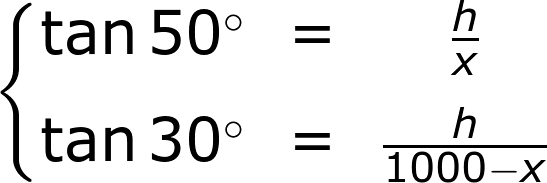 tan 50° = h/x
tan 30° = h/(1000−x)